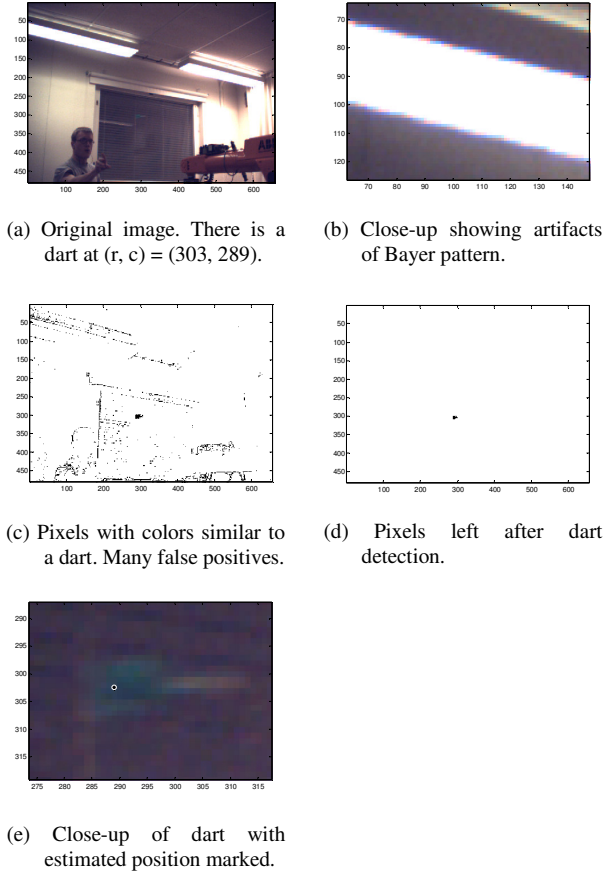 50
100
150
200
250
300
350
400
450
100 200 300 400 500 600
(a) Original image. There is a
dart at (r, c) = (303, 289).
70
80
90
100
110
120
70 80 90 100 110 120 130 140
(b) Close-up showing artifacts
of Bayer pattern.
50
100
150
200
250
300
350
400
450
100 200 300 400 500 600
(c) Pixels with colors similar to
a dart. Many false positives.
50
100
150
200
250
300
350
400
450
100 200 300 400 500 600
(d) Pixels left after dart
detection.
290
295
300
305
310
315
275 280 285 290 295 300 305 310 315
(e) Close-up of dart with
estimated position marked.